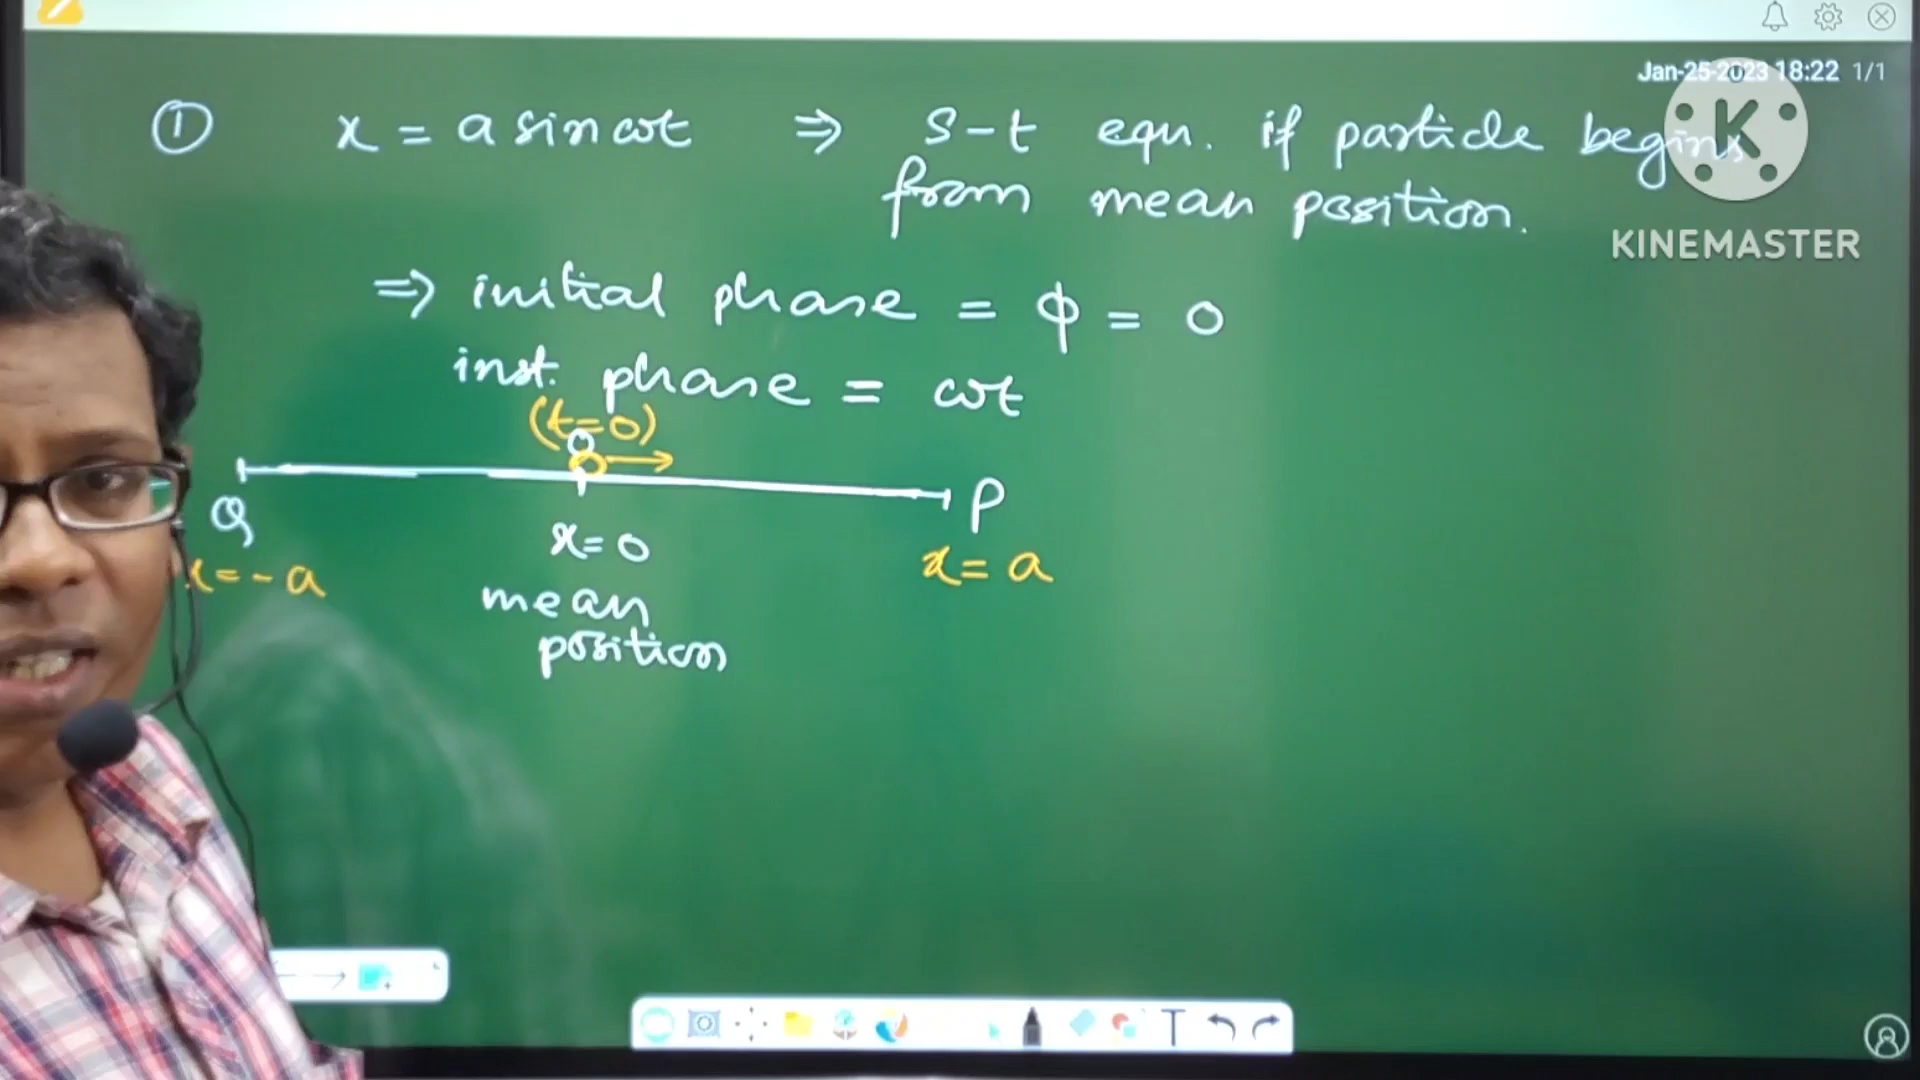 Jan-25-2023 18:22 1/1
① x = a sin ωt ⇒ s-t equn. if particle begins
from mean position.
KINEMASTER
⇒ initial phase = ϕ = 0
inst. phase = ωt
(t=0)
O
Q
P
x=0
x=-a
x=a
mean
position